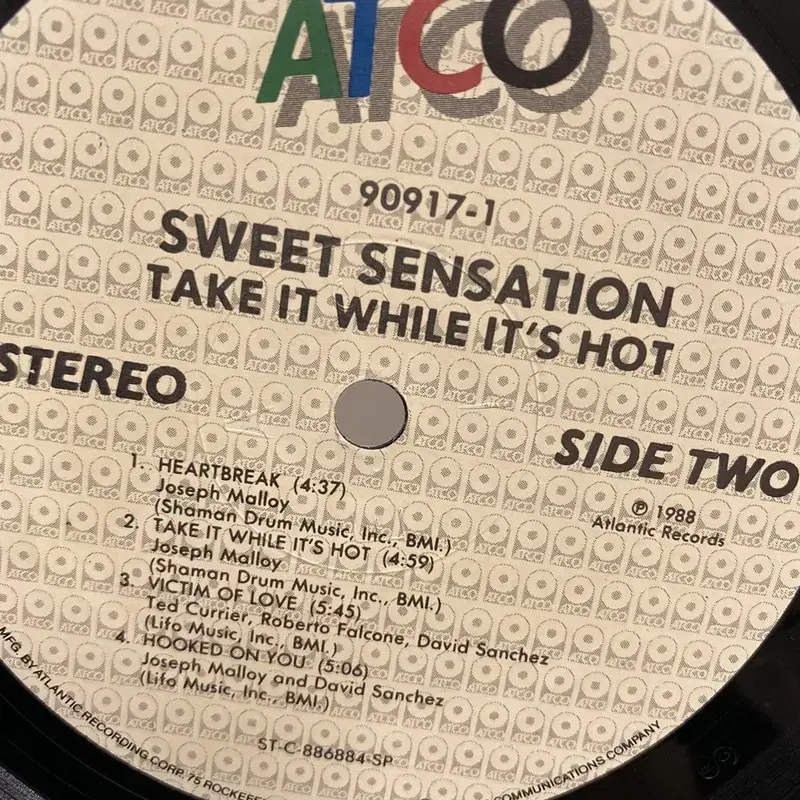 ATCO
90917-1
SWEET SENSATION
TAKE IT WHILE IT'S HOT
STEREO
SIDE TWO
℗ 1988
Atlantic Records
1. HEARTBREAK (4:37)
Joseph Malloy
(Shaman Drum Music, Inc., BMI.)
2. TAKE IT WHILE IT'S HOT (4:59)
Joseph Malloy
(Shaman Drum Music, Inc., BMI.)
3. VICTIM OF LOVE (5:45)
Ted Currier, Roberto Falcone, David Sanchez
(Lifo Music, Inc., BMI.)
4. HOOKED ON YOU (5:06)
Joseph Malloy and David Sanchez
(Lifo Music, Inc., BMI.)
ST-C-886884-SP
MFG. BY ATLANTIC RECORDING CORP. 75 ROCKEFE
COMMUNICATIONS COMPANY